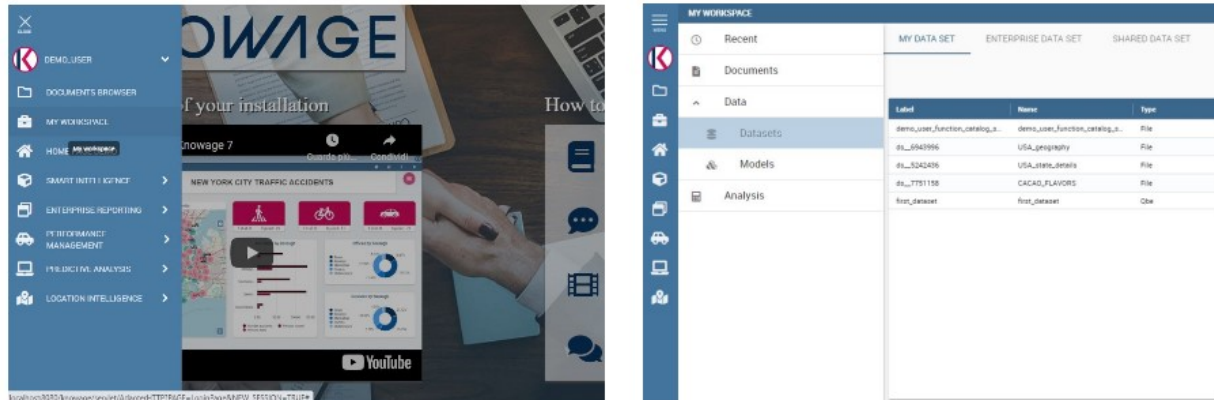 CLOSE
OWAGE
DEMO_USER
DOCUMENTS BROWSER
f your installation
How to
MY WORKSPACE
HOME
My workspace
nowage 7
Guarda più...
Condividi
SMART INTELLIGENCE
NEW YORK CITY TRAFFIC ACCIDENTS
ENTERPRISE REPORTING
PERFORMANCE
MANAGEMENT
PREDICTIVE ANALYSIS
LOCATION INTELLIGENCE
YouTube
MY WORKSPACE
Recent
Documents
Data
Datasets
Models
Analysis
MY DATA SET
ENTERPRISE DATA SET
SHARED DATA SET
Label
Name
Type
demo_user_function_catalog_s...
demo_user_function_catalog_s...
File
ds__6943996
USA_geography
File
ds__5242436
USA_state_details
File
ds__7751158
CACAO_FLAVORS
File
first_dataset
first_dataset
Qbe